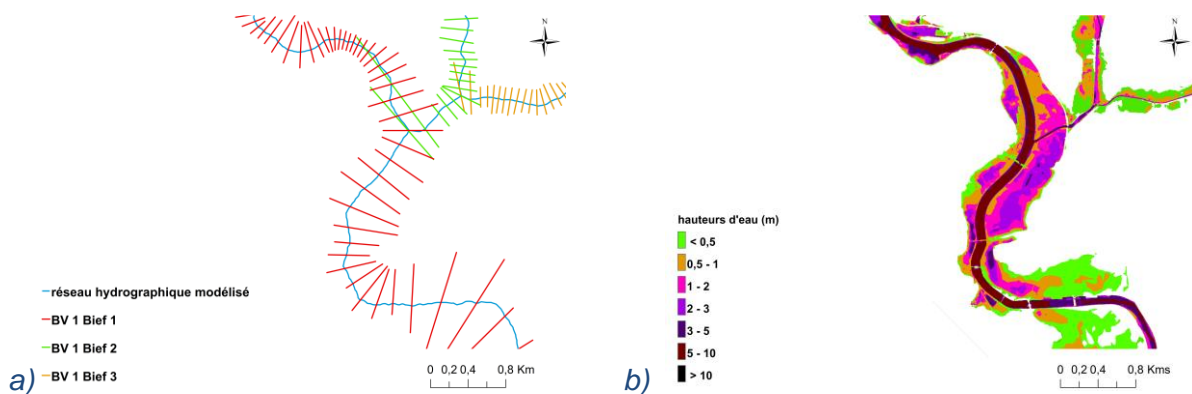 N
réseau hydrographique modélisé
BV 1 Bief 1
BV 1 Bief 2
BV 1 Bief 3
0 0,2 0,4 0,8 Km
a)
N
hauteurs d'eau (m)
< 0,5
0,5 - 1
1 - 2
2 - 3
3 - 5
5 - 10
> 10
0 0,2 0,4 0,8 Kms
b)